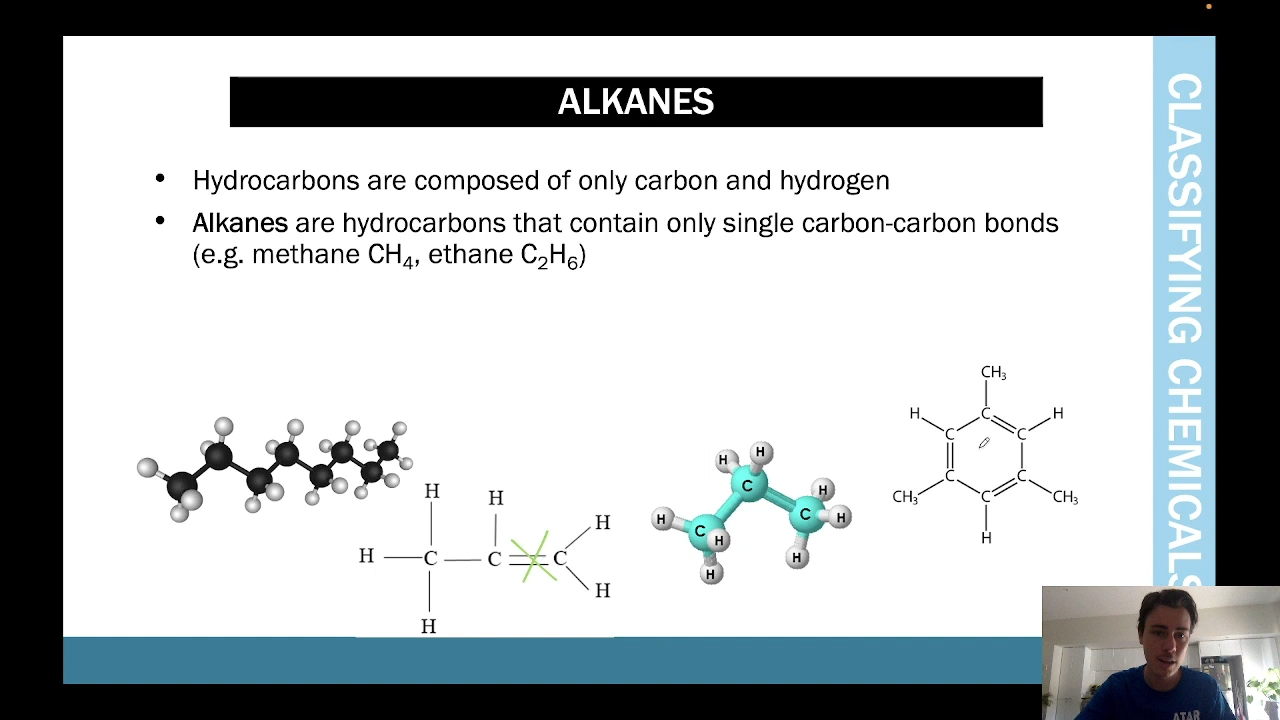 ALKANES
• Hydrocarbons are composed of only carbon and hydrogen
• Alkanes are hydrocarbons that contain only single carbon-carbon bonds
(e.g. methane CH₄, ethane C₂H₆)
CLASSIFYING CHEMICALS
H H
H
H C C C
H
H
H H
C
H C C H
H H
H H
CH₃
H C H
C C
C C
CH₃ C CH₃
H
ATAR